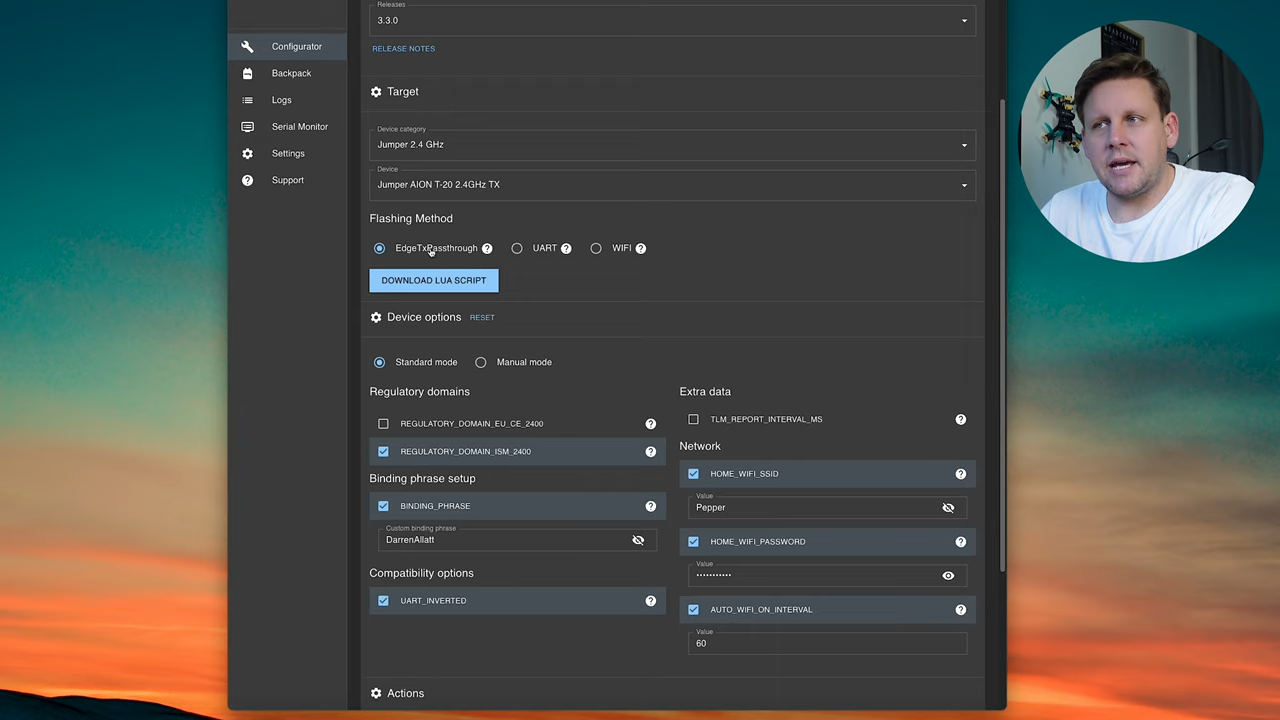 Releases
3.3.0
RELEASE NOTES
Configurator
Backpack
Logs
Serial Monitor
Settings
Support
Target
Device category
Jumper 2.4 GHz
Device
Jumper AION T-20 2.4GHz TX
Flashing Method
EdgeTxPassthrough ? UART ? WIFI ?
DOWNLOAD LUA SCRIPT
Device options RESET
Standard mode Manual mode
Regulatory domains
REGULATORY_DOMAIN_EU_CE_2400 ?
REGULATORY_DOMAIN_ISM_2400 ?
Binding phrase setup
BINDING_PHRASE ?
Custom binding phrase
DarrenAllatt
Compatibility options
UART_INVERTED ?
Extra data
TLM_REPORT_INTERVAL_MS ?
Network
HOME_WIFI_SSID ?
Value
Pepper
HOME_WIFI_PASSWORD ?
Value
•••••••••••
AUTO_WIFI_ON_INTERVAL ?
Value
60
Actions